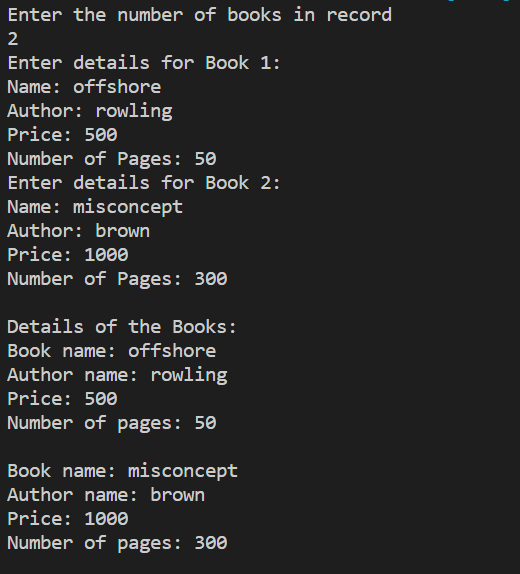 Enter the number of books in record
2
Enter details for Book 1:
Name: offshore
Author: rowling
Price: 500
Number of Pages: 50
Enter details for Book 2:
Name: misconcept
Author: brown
Price: 1000
Number of Pages: 300
Details of the Books:
Book name: offshore
Author name: rowling
Price: 500
Number of pages: 50
Book name: misconcept
Author name: brown
Price: 1000
Number of pages: 300